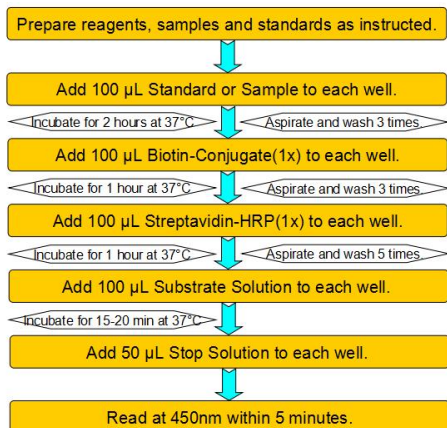 Prepare reagents, samples and standards as instructed.
Add 100 µL Standard or Sample to each well.
Incubate for 2 hours at 37°C
Aspirate and wash 3 times
Add 100 µL Biotin-Conjugate(1x) to each well.
Incubate for 1 hour at 37°C
Aspirate and wash 3 times
Add 100 µL Streptavidin-HRP(1x) to each well.
Incubate for 1 hour at 37°C
Aspirate and wash 5 times
Add 100 µL Substrate Solution to each well.
Incubate for 15-20 min at 37°C
Add 50 µL Stop Solution to each well.
Read at 450nm within 5 minutes.